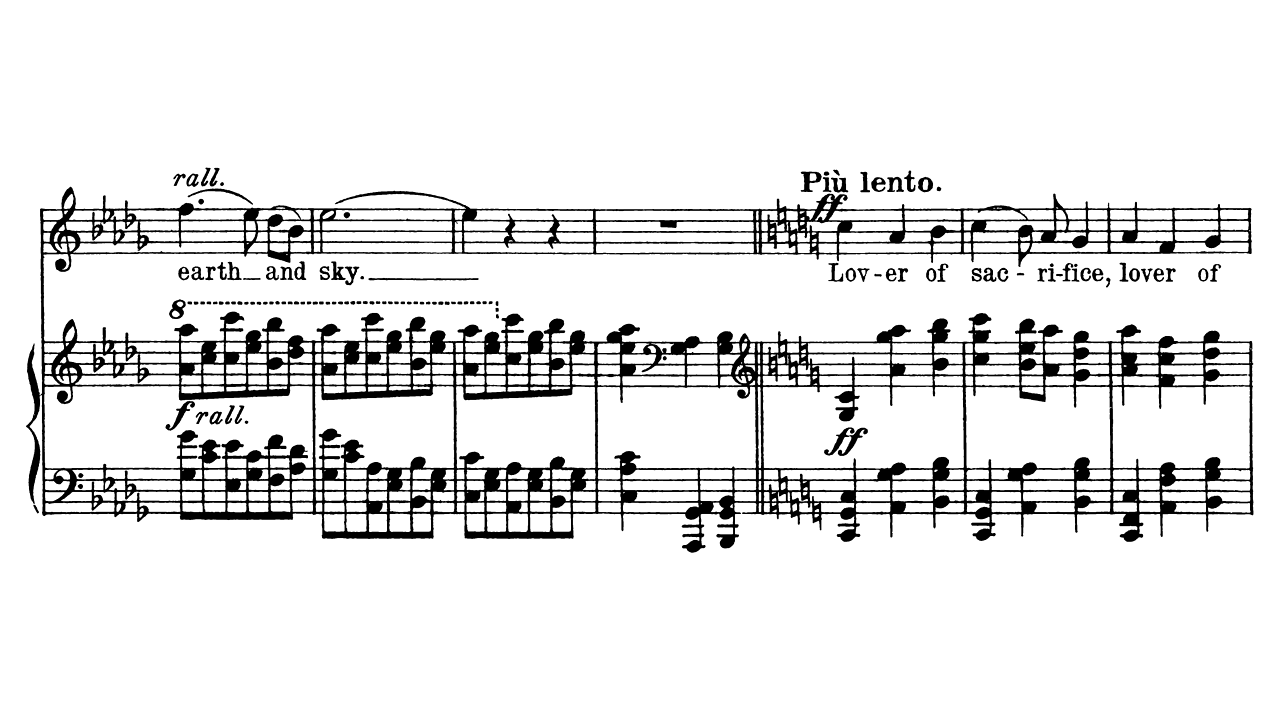 rall.
Più lento.
ff
earth_ and sky.
Lov-er of sac - ri-fice, lover of
8
f rall.
ff